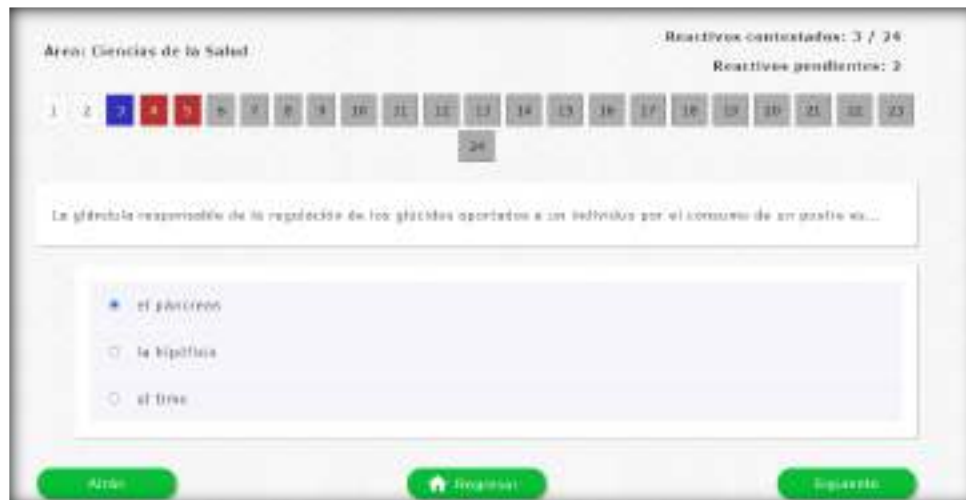 Área: Ciencias de la Salud
Reactivos contestados: 3 / 24
Reactivos pendientes: 2
1 2 3 4 5 6 7 8 9 10 11 12 13 14 15 16 17 18 19 20 21 22 23
24
La glándula responsable de la regulación de los glúcidos aportados a un individuo por el consumo de un postre es...
el páncreas
la hipófisis
el timo
Atrás
Regresar
Siguiente